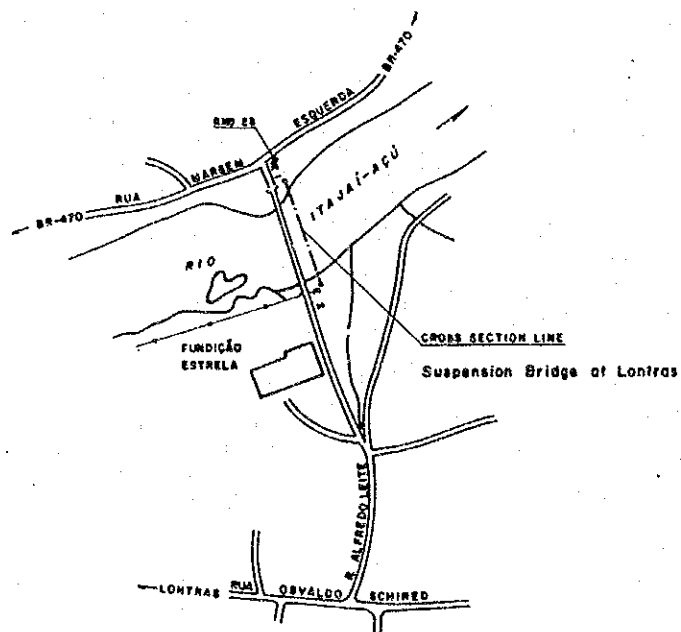 BR-470
ESQUERDA
MARGEM
RUA
BR-470
ITAJAÍ-AÇÚ
RIO
FUNDIÇÃO
ESTRELA
CROSS SECTION LINE
Suspension Bridge at Lontras
R. ALFREDO LEITE
LONTRAS RUA OSVALDO SCHIRED